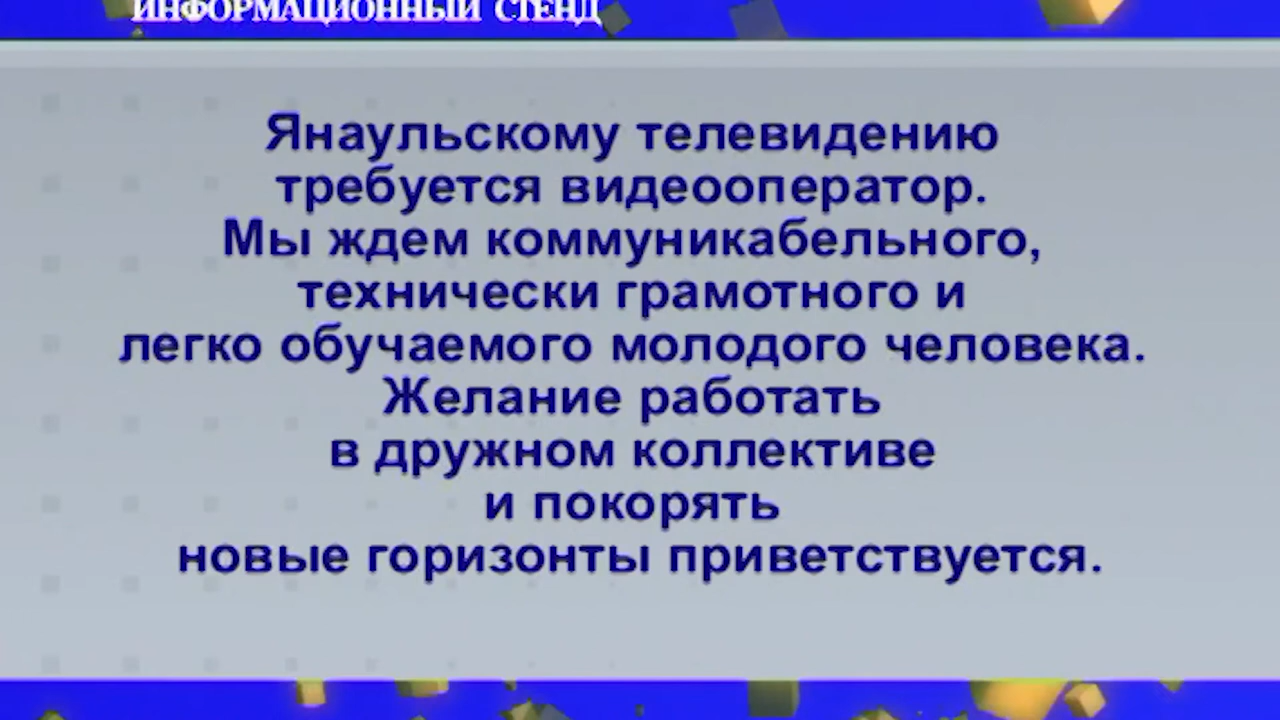 ИНФОРМАЦИОННЫЙ СТЕНД
Янаульскому телевидению
требуется видеооператор.
Мы ждем коммуникабельного,
технически грамотного и
легко обучаемого молодого человека.
Желание работать
в дружном коллективе
и покорять
новые горизонты приветствуется.